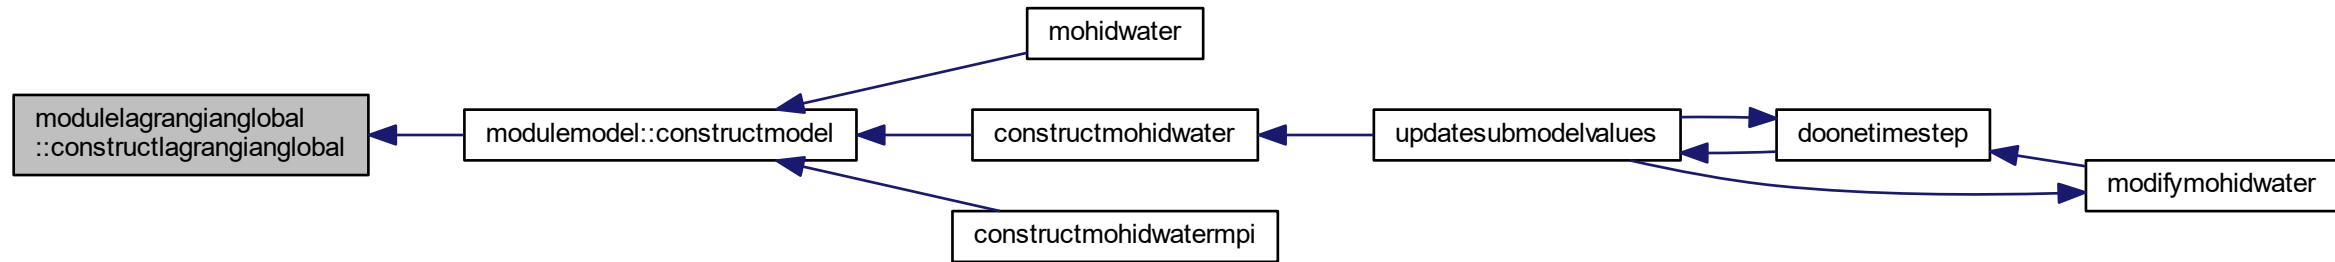 modulelagrangianglobal
::constructlagrangianglobal
modulemodel::constructmodel
mohidwater
constructmohidwater
constructmohidwatermpi
updatesubmodelvalues
doonetimestep
modifymohidwater